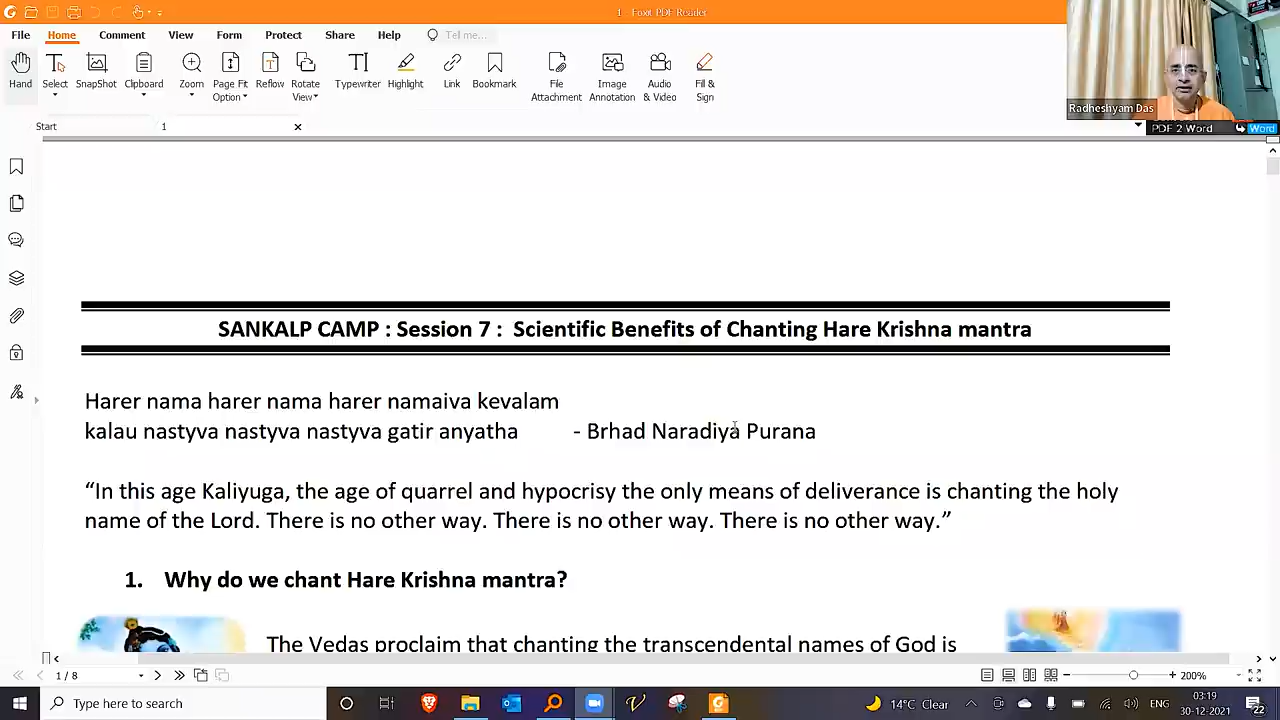 1 - Foxit PDF Reader
File Home Comment View Form Protect Share Help Tell me...
Hand Select SnapShot Clipboard Zoom Page Fit Option Reflow Rotate View Typewriter Highlight Link Bookmark File Attachment Image Annotation Audio & Video Fill & Sign
Radheshyam Das
Start 1
PDF 2 Word Word
SANKALP CAMP : Session 7 : Scientific Benefits of Chanting Hare Krishna mantra
Harer nama harer nama harer namaiva kevalam
kalau nastyva nastyva nastyva gatir anyatha - Brhad Naradiya Purana
“In this age Kaliyuga, the age of quarrel and hypocrisy the only means of deliverance is chanting the holy
name of the Lord. There is no other way. There is no other way. There is no other way.”
1. Why do we chant Hare Krishna mantra?
The Vedas proclaim that chanting the transcendental names of God is
1 / 8 200%
Type here to search 14°C Clear ENG 03:19
30-12-2021 22